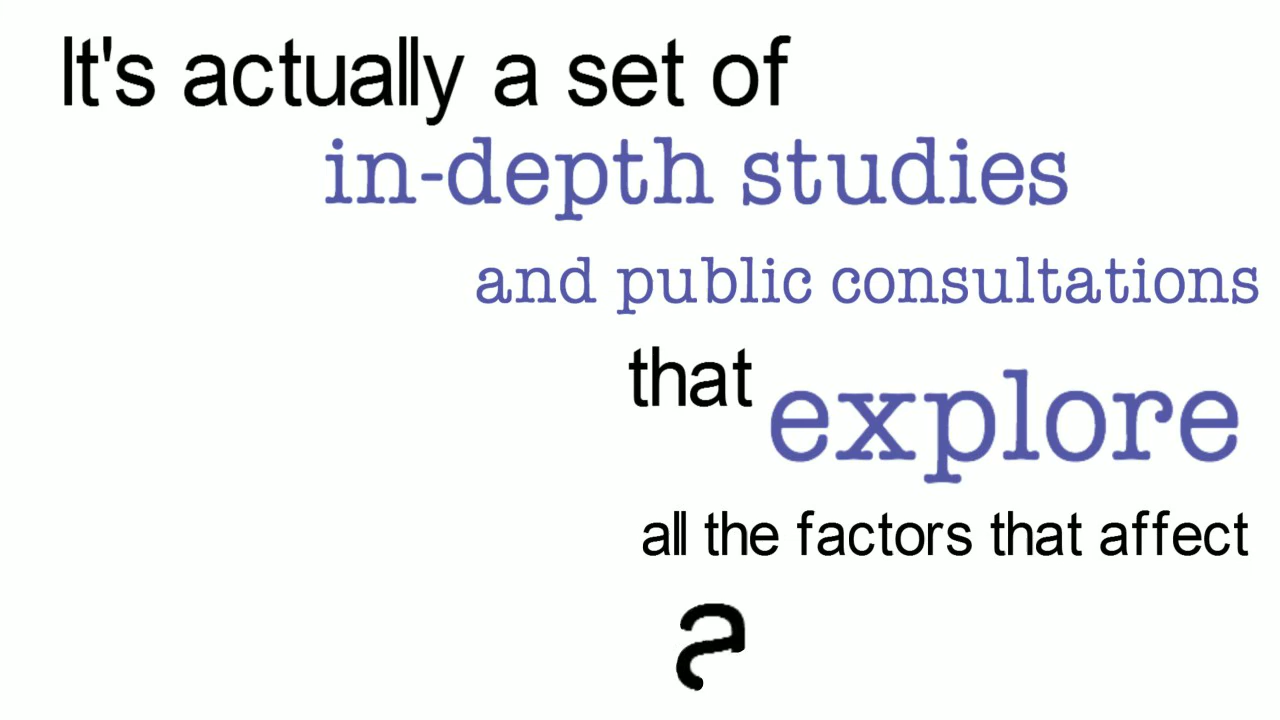 It's actually a set of
in-depth studies
and public consultations
that explore
all the factors that affect